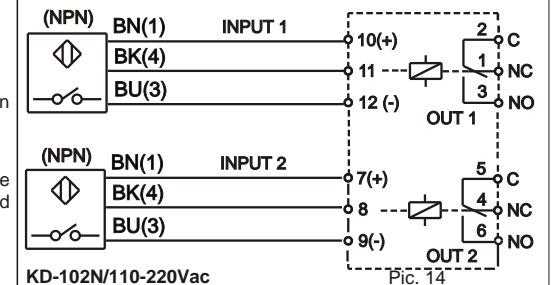 (NPN)
BN(1) INPUT 1 10(+) 2 C
BK(4) 11 1 NC
BU(3) 12 (-) 3 NO
OUT 1
n
(NPN)
BN(1) INPUT 2 7(+) 5 C
e
BK(4) 8 4 NC
d
BU(3) 9(-) 6 NO
OUT 2
KD-102N/110-220Vac Pic. 14